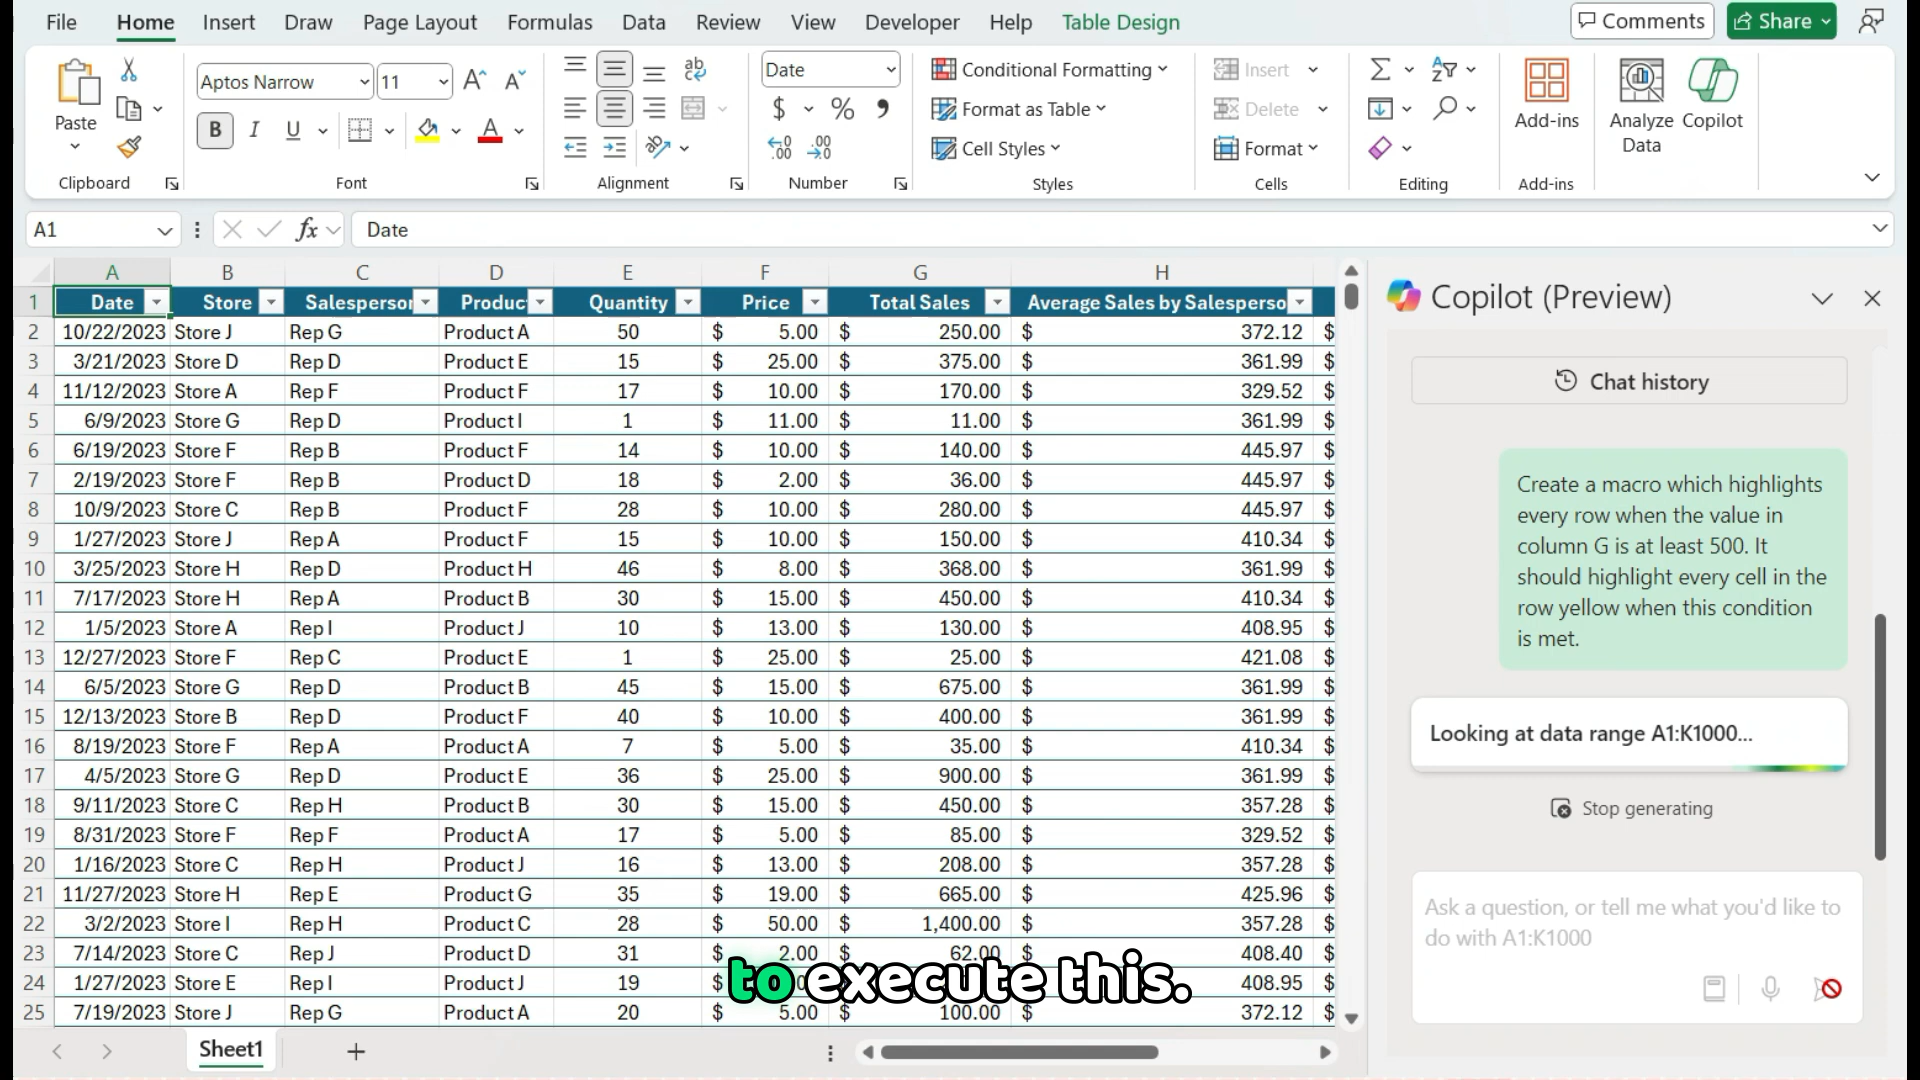 File Home Insert Draw Page Layout Formulas Data Review View Developer Help Table Design Comments Share
Paste
Clipboard
Aptos Narrow 11
B I U
Font
ab
Alignment
Date
$ % ,
Number
Conditional Formatting
Format as Table
Cell Styles
Styles
Insert
Delete
Format
Cells
Editing
Add-ins
Add-ins
Analyze Data
Copilot
A1 fx Date
A B C D E F G H
1 Date Store Salesperson Produc Quantity Price Total Sales Average Sales by Salesperso
2 10/22/2023 Store J Rep G Product A 50 $ 5.00 $ 250.00 $ 372.12 $
3 3/21/2023 Store D Rep D Product E 15 $ 25.00 $ 375.00 $ 361.99 $
4 11/12/2023 Store A Rep F Product F 17 $ 10.00 $ 170.00 $ 329.52 $
5 6/9/2023 Store G Rep D Product I 1 $ 11.00 $ 11.00 $ 361.99 $
6 6/19/2023 Store F Rep B Product F 14 $ 10.00 $ 140.00 $ 445.97 $
7 2/19/2023 Store F Rep B Product D 18 $ 2.00 $ 36.00 $ 445.97 $
8 10/9/2023 Store C Rep B Product F 28 $ 10.00 $ 280.00 $ 445.97 $
9 1/27/2023 Store J Rep A Product F 15 $ 10.00 $ 150.00 $ 410.34 $
10 3/25/2023 Store H Rep D Product H 46 $ 8.00 $ 368.00 $ 361.99 $
11 7/17/2023 Store H Rep A Product B 30 $ 15.00 $ 450.00 $ 410.34 $
12 1/5/2023 Store A Rep I Product J 10 $ 13.00 $ 130.00 $ 408.95 $
13 12/27/2023 Store F Rep C Product E 1 $ 25.00 $ 25.00 $ 421.08 $
14 6/5/2023 Store G Rep D Product B 45 $ 15.00 $ 675.00 $ 361.99 $
15 12/13/2023 Store B Rep D Product F 40 $ 10.00 $ 400.00 $ 361.99 $
16 8/19/2023 Store F Rep A Product A 7 $ 5.00 $ 35.00 $ 410.34 $
17 4/5/2023 Store G Rep D Product E 36 $ 25.00 $ 900.00 $ 361.99 $
18 9/11/2023 Store C Rep H Product B 30 $ 15.00 $ 450.00 $ 357.28 $
19 8/31/2023 Store F Rep F Product A 17 $ 5.00 $ 85.00 $ 329.52 $
20 1/16/2023 Store C Rep H Product J 16 $ 13.00 $ 208.00 $ 357.28 $
21 11/27/2023 Store H Rep E Product G 35 $ 19.00 $ 665.00 $ 425.96 $
22 3/2/2023 Store I Rep H Product C 28 $ 50.00 $ 1,400.00 $ 357.28 $
23 7/14/2023 Store C Rep J Product D 31 $ 2.00 $ 62.00 $ 408.40 $
24 1/27/2023 Store E Rep I Product J 19 $ 408.95 $
25 7/19/2023 Store J Rep G Product A 20 $ 5.00 $ 100.00 $ 372.12 $
to execute this.
Sheet1
Copilot (Preview)
Chat history
Create a macro which highlights
every row when the value in
column G is at least 500. It
should highlight every cell in the
row yellow when this condition
is met.
Looking at data range A1:K1000...
Stop generating
Ask a question, or tell me what you'd like to
do with A1:K1000